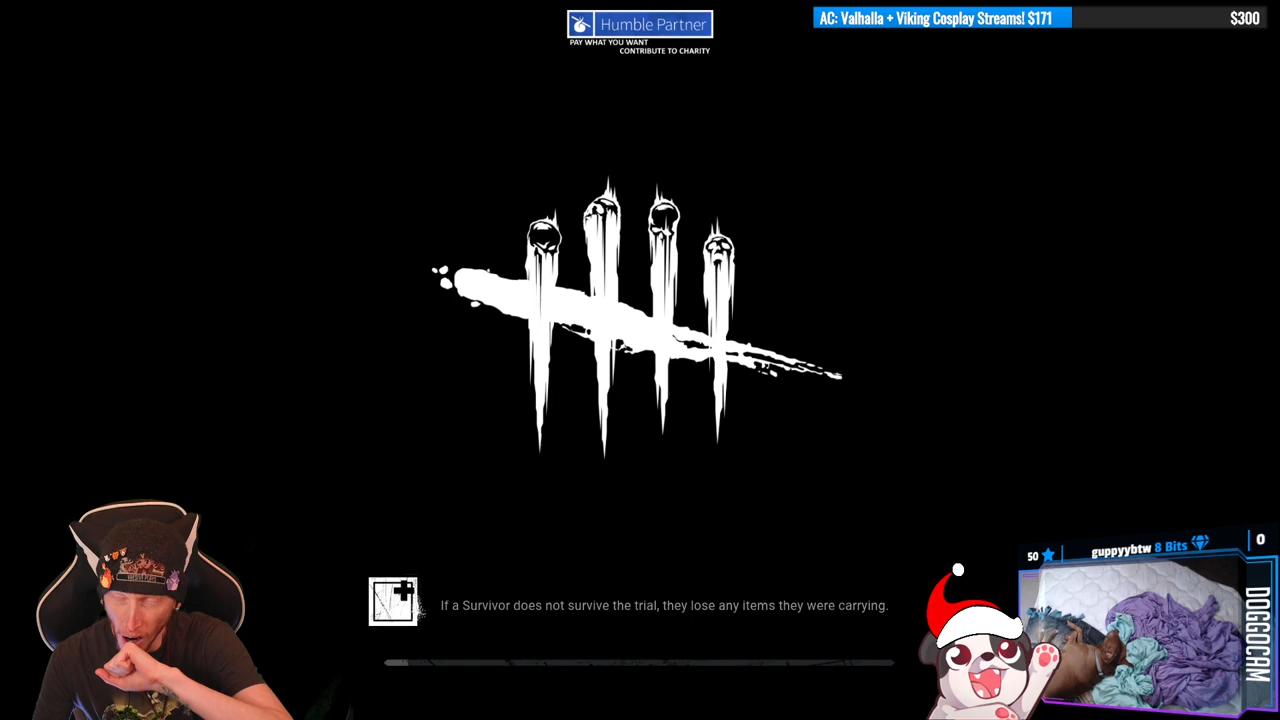 Humble Partner
PAY WHAT YOU WANT
CONTRIBUTE TO CHARITY
AC: Valhalla + Viking Cosplay Streams! $171
$300
If a Survivor does not survive the trial, they lose any items they were carrying.
50
guppyybtw 8 Bits
0
DOGGOCAM